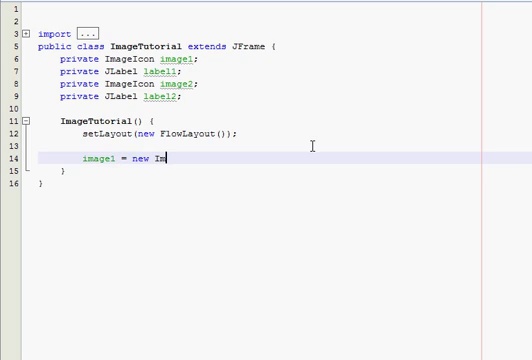 1
2
3 import ...
5 public class ImageTutorial extends JFrame {
6 private ImageIcon image1;
7 private JLabel label1;
8 private ImageIcon image2;
9 private JLabel label2;
10
11 ImageTutorial() {
12 setLayout(new FlowLayout());
13
14 image1 = new Im
15 }
16 }